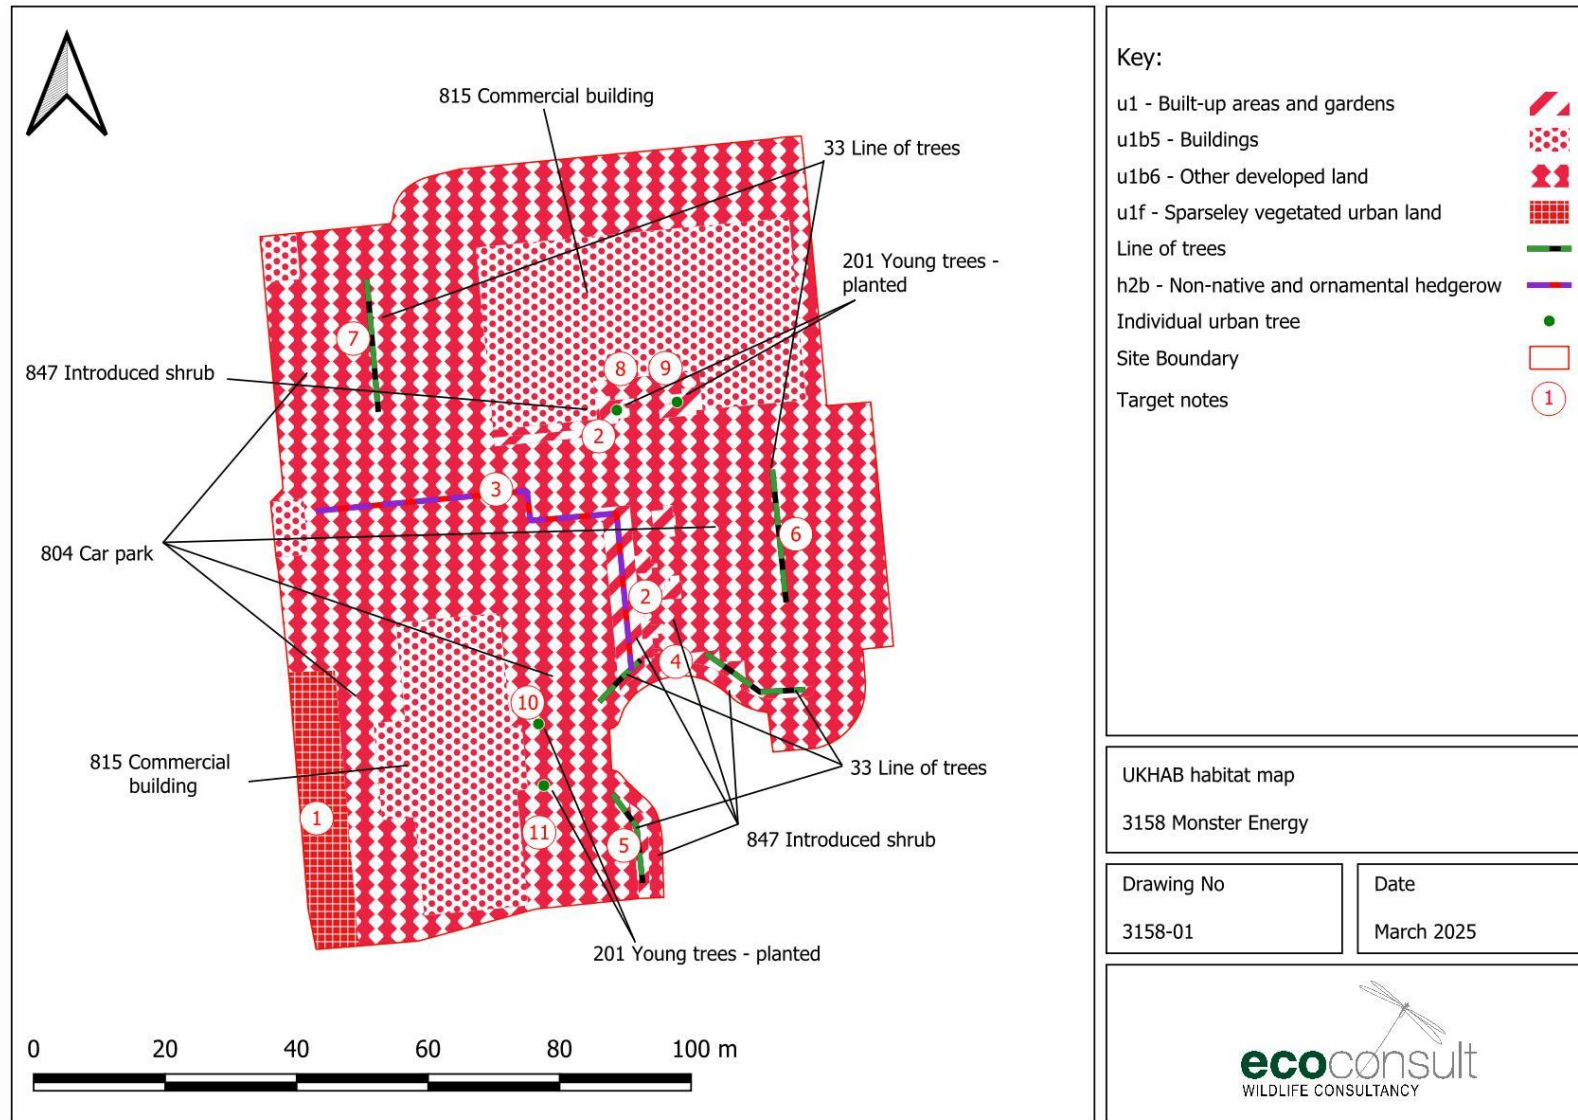 815 Commercial building
33 Line of trees
201 Young trees -
planted
7
8
9
847 Introduced shrub
2
3
6
804 Car park
2
4
10
815 Commercial
building
1
11
5
33 Line of trees
847 Introduced shrub
201 Young trees - planted
0 20 40 60 80 100 m
Key:
u1 - Built-up areas and gardens
u1b5 - Buildings
u1b6 - Other developed land
u1f - Sparseley vegetated urban land
Line of trees
h2b - Non-native and ornamental hedgerow
Individual urban tree
Site Boundary
Target notes 1
UKHAB habitat map
3158 Monster Energy
Drawing No
3158-01
Date
March 2025
ecoconsult
WILDLIFE CONSULTANCY